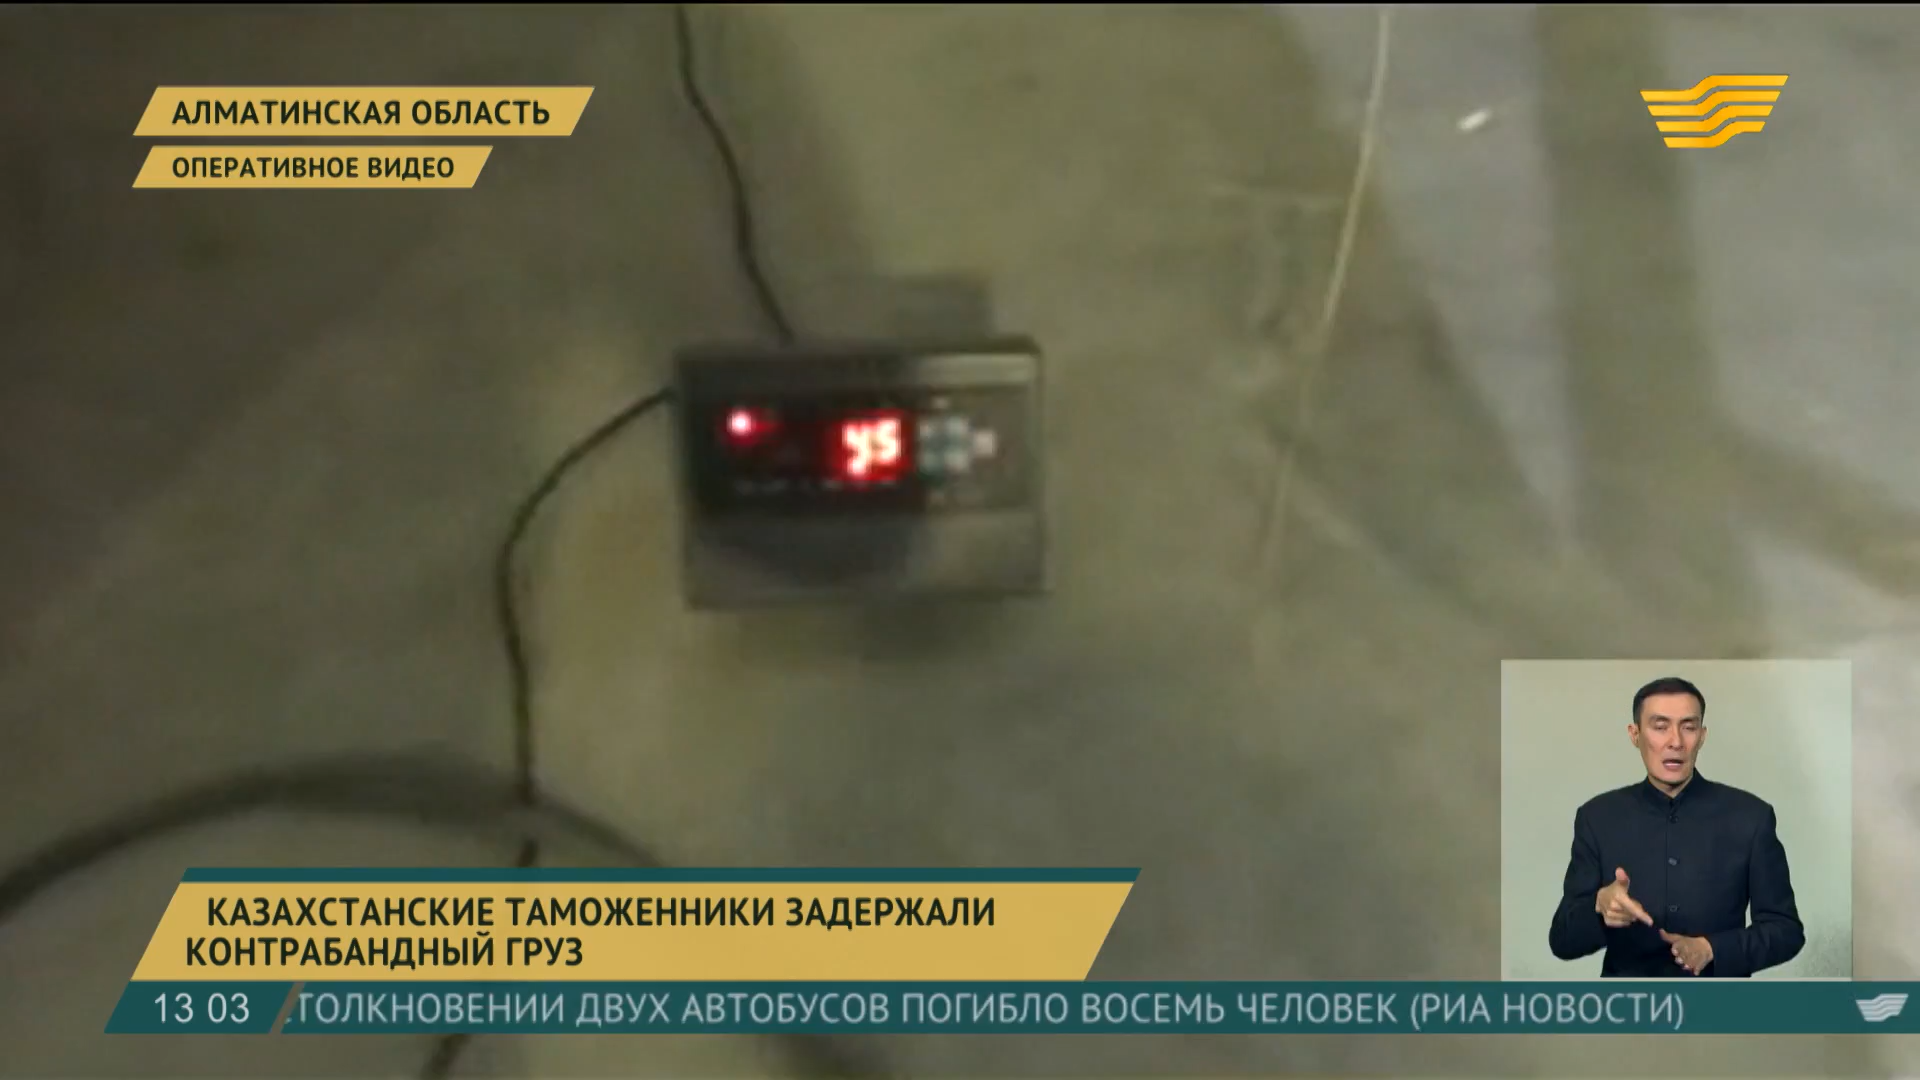 АЛМАТИНСКАЯ ОБЛАСТЬ
ОПЕРАТИВНОЕ ВИДЕО
КАЗАХСТАНСКИЕ ТАМОЖЕННИКИ ЗАДЕРЖАЛИ
КОНТРАБАНДНЫЙ ГРУЗ
13 03
ТОЛКНОВЕНИИ ДВУХ АВТОБУСОВ ПОГИБЛО ВОСЕМЬ ЧЕЛОВЕК (РИА НОВОСТИ)